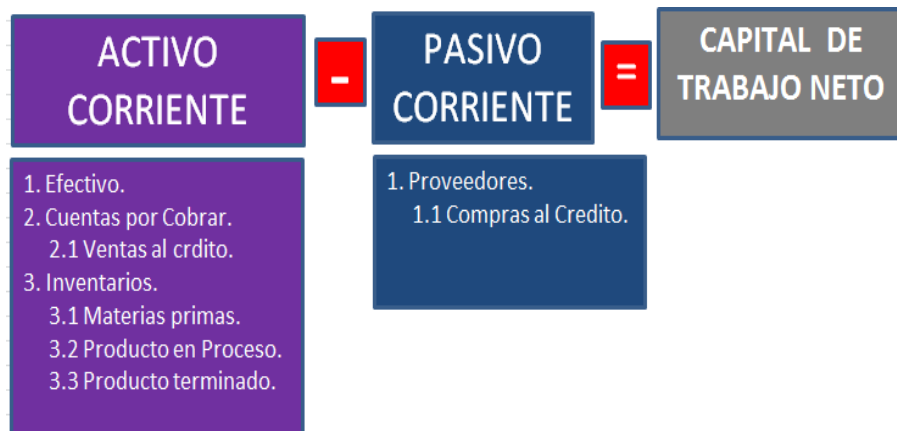 ACTIVO
CORRIENTE
-
PASIVO
CORRIENTE
=
CAPITAL DE
TRABAJO NETO
1. Efectivo.
2. Cuentas por Cobrar.
2.1 Ventas al crdito.
3. Inventarios.
3.1 Materias primas.
3.2 Producto en Proceso.
3.3 Producto terminado.
1. Proveedores.
1.1 Compras al Credito.